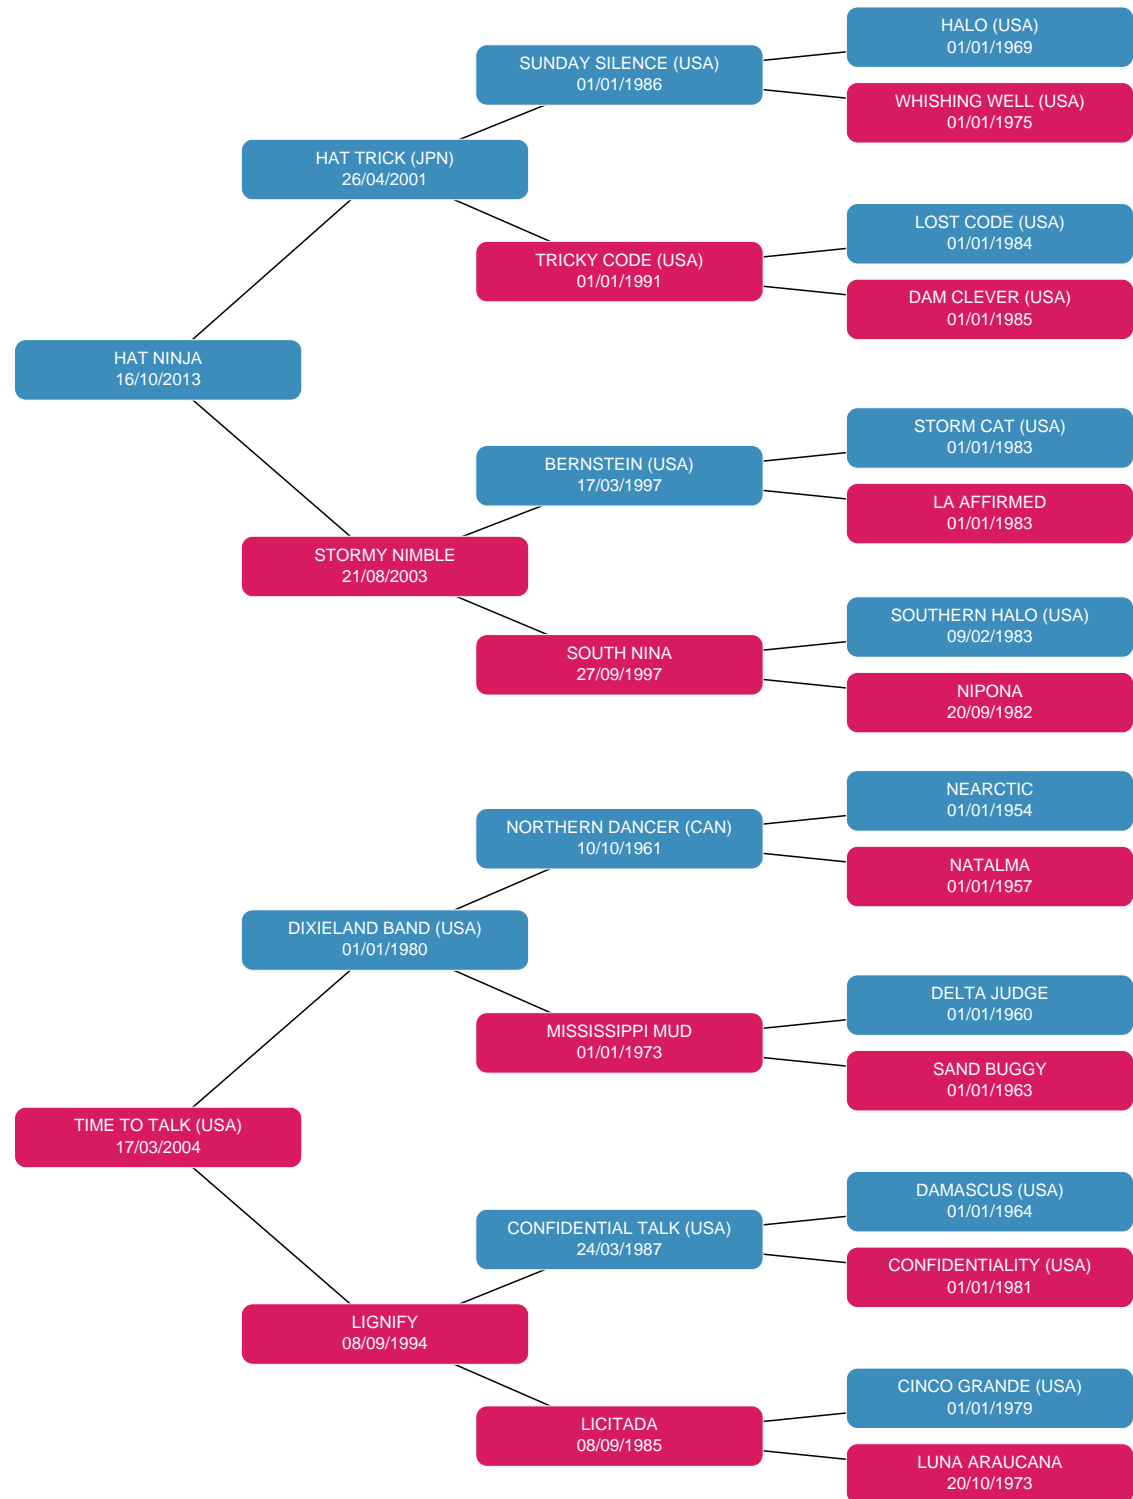 HALO (USA)
01/01/1969
SUNDAY SILENCE (USA)
01/01/1986
WHISHING WELL (USA)
01/01/1975
HAT TRICK (JPN)
26/04/2001
LOST CODE (USA)
01/01/1984
TRICKY CODE (USA)
01/01/1991
DAM CLEVER (USA)
01/01/1985
HAT NINJA
16/10/2013
STORM CAT (USA)
01/01/1983
BERNSTEIN (USA)
17/03/1997
LA AFFIRMED
01/01/1983
STORMY NIMBLE
21/08/2003
SOUTHERN HALO (USA)
09/02/1983
SOUTH NINA
27/09/1997
NIPONA
20/09/1982
NEARCTIC
01/01/1954
NORTHERN DANCER (CAN)
10/10/1961
NATALMA
01/01/1957
DIXIELAND BAND (USA)
01/01/1980
DELTA JUDGE
01/01/1960
MISSISSIPPI MUD
01/01/1973
SAND BUGGY
01/01/1963
TIME TO TALK (USA)
17/03/2004
DAMASCUS (USA)
01/01/1964
CONFIDENTIAL TALK (USA)
24/03/1987
CONFIDENTIALITY (USA)
01/01/1981
LIGNIFY
08/09/1994
CINCO GRANDE (USA)
01/01/1979
LICITADA
08/09/1985
LUNA ARAUCANA
20/10/1973